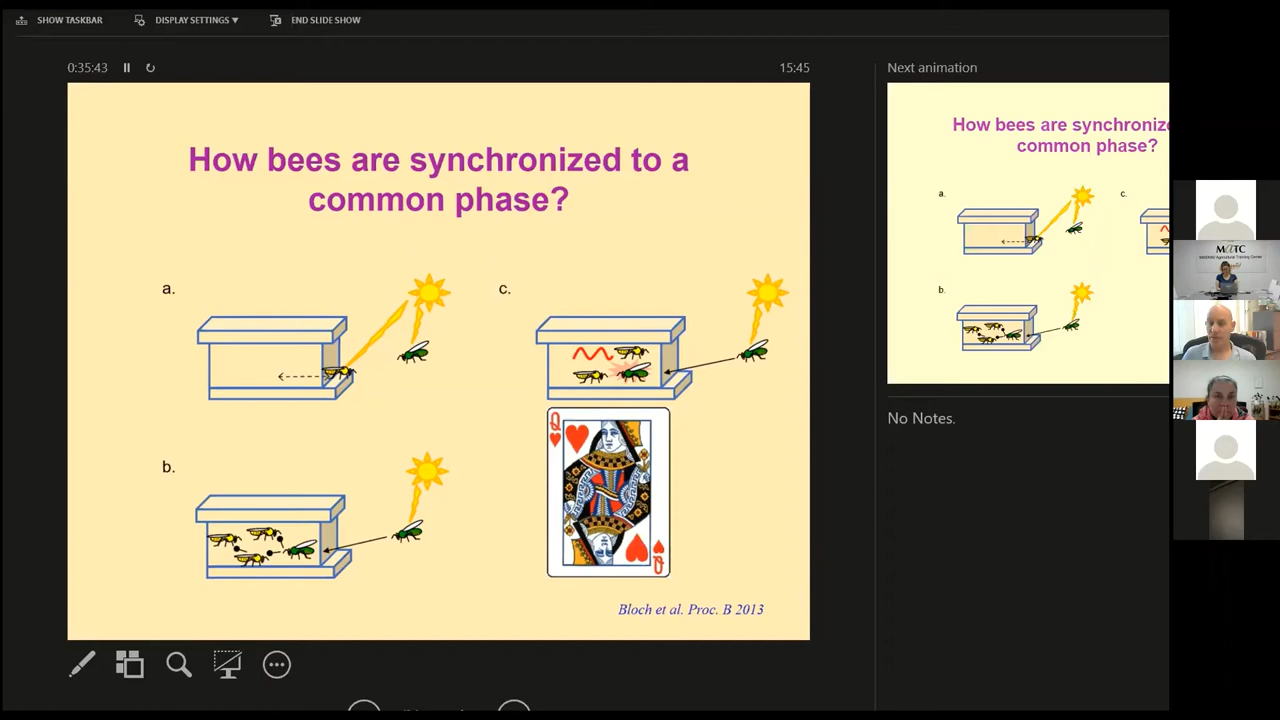 SHOW TASKBAR
DISPLAY SETTINGS ▼
END SLIDE SHOW
0:35:43
15:45
Next animation
How bees are synchronized to a
common phase?
a.
c.
b.
Q
Q
Bloch et al. Proc. B 2013
How bees are synchronize
common phase?
a.
c.
b.
No Notes.
M@TC